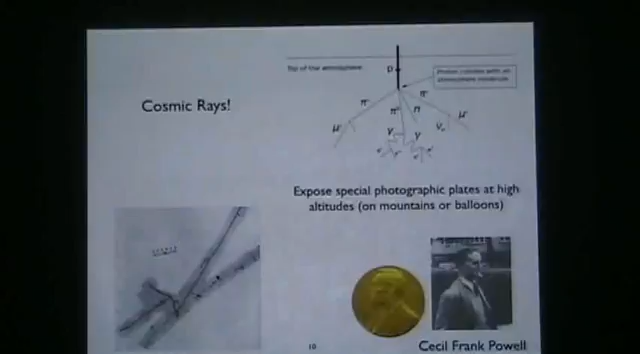 Top of the atmosphere
P
Proton collides with an
atmosphere molecule
Cosmic Rays!
π
π
π
n
μ
μ
γ
γ
Expose special photographic plates at high
altitudes (on mountains or balloons)
10
Cecil Frank Powell